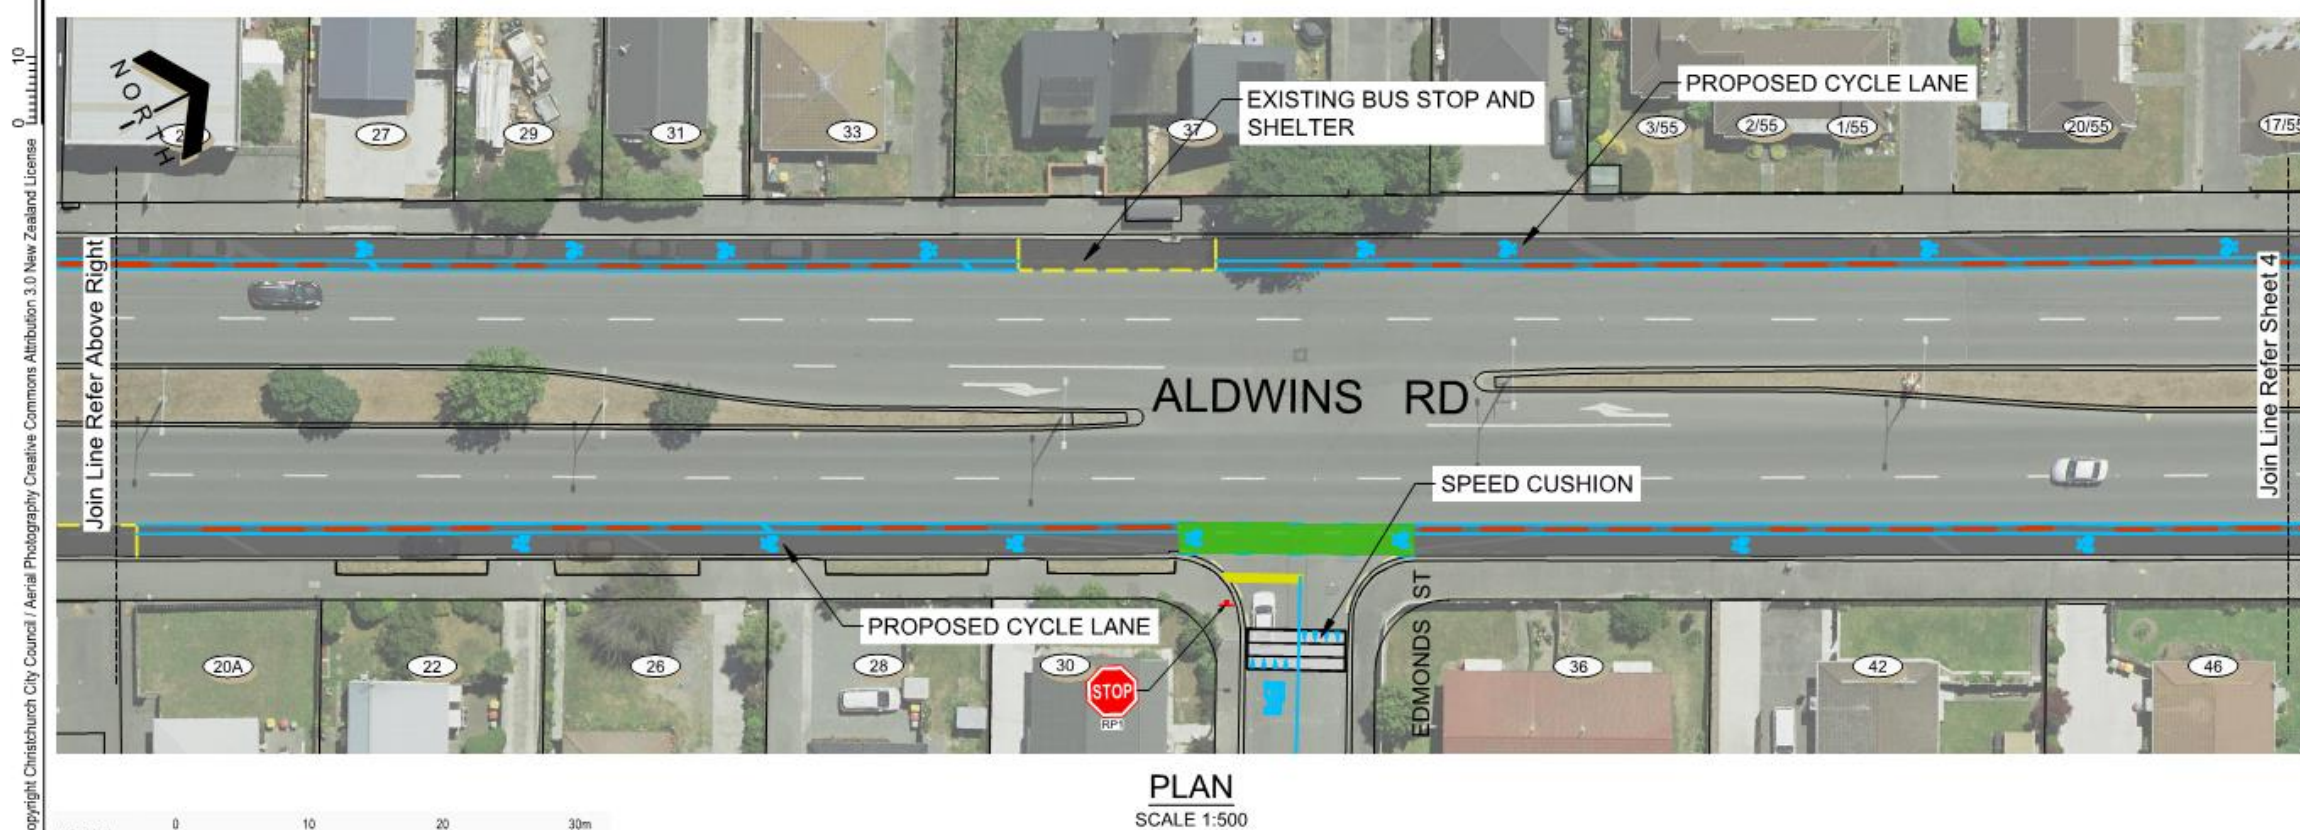 10
0
opyright Christchurch City Council / Aerial Photography Creative Commons Attribution 3.0 New Zealand License
NORTH
27
29
31
33
37
3/55
2/55
1/55
20/55
17/55
EXISTING BUS STOP AND
SHELTER
PROPOSED CYCLE LANE
Join Line Refer Above Right
Join Line Refer Sheet 4
ALDWINS RD
SPEED CUSHION
PROPOSED CYCLE LANE
EDMONDS ST
20A
22
26
28
30
STOP
RP1
36
42
46
PLAN
SCALE 1:500
0 10 20 30m